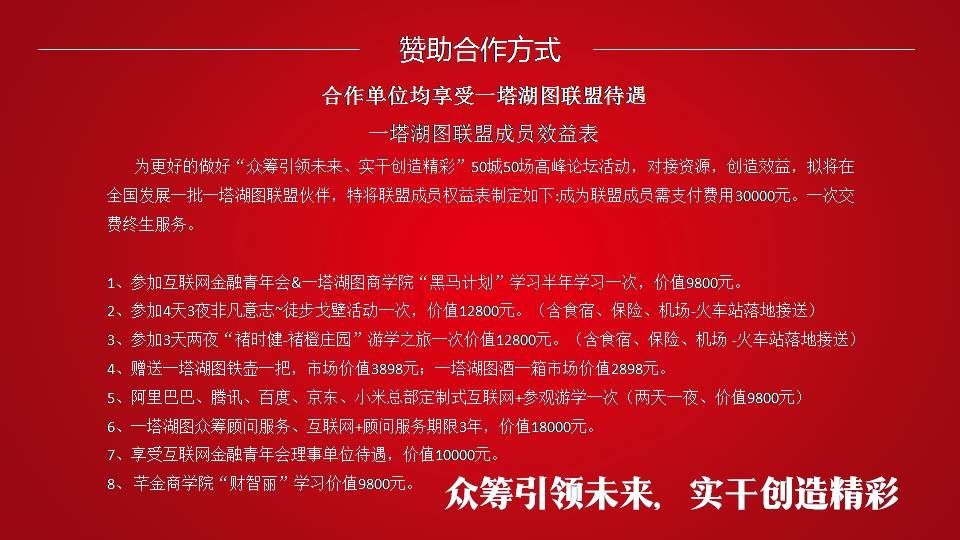 赞助合作方式
合作单位均享受一塔湖图联盟待遇
一塔湖图联盟成员效益表
为更好的做好“众筹引领未来、实干创造精彩”50城50场高峰论坛活动，对接资源，创造效益，拟将在
全国发展一批一塔湖图联盟伙伴，特将联盟成员权益表制定如下:成为联盟成员需支付费用30000元。一次交
费终生服务。
1、参加互联网金融青年会&一塔湖图商学院“黑马计划”学习半年学习一次，价值9800元。
2、参加4天3夜非凡意志~徒步戈壁活动一次，价值12800元。（含食宿、保险、机场-火车站落地接送）
3、参加3天两夜“褚时健-褚橙庄园”游学之旅一次价值12800元。（含食宿、保险、机场 -火车站落地接送）
4、赠送一塔湖图铁壶一把，市场价值3898元；一塔湖图酒一箱市场价值2898元。
5、阿里巴巴、腾讯、百度、京东、小米总部定制式互联网+参观游学一次（两天一夜、价值9800元）
6、一塔湖图众筹顾问服务、互联网+顾问服务期限3年，价值18000元。
7、享受互联网金融青年会理事单位待遇，价值10000元。
8、芊金商学院“财智丽”学习价值9800元。
众筹引领未来，实干创造精彩